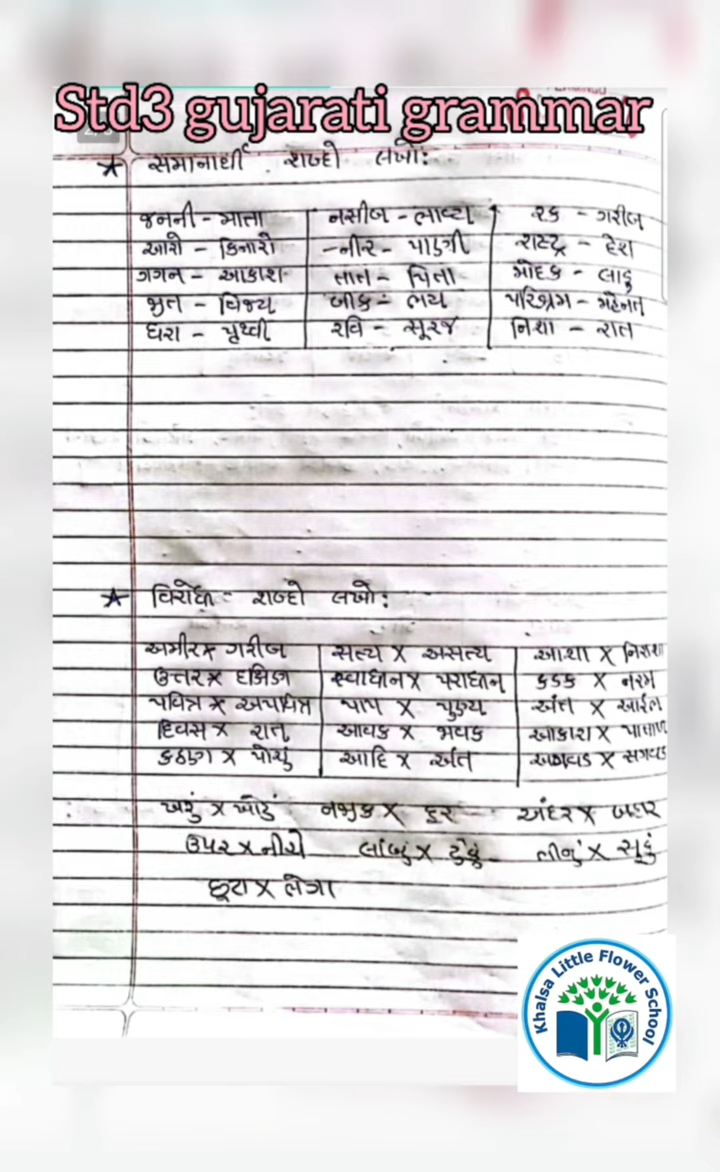 Std3 gujarati grammar
★ સમાનાર્થી શબ્દો લખો:
જનની - માતા નસીબ - ભાગ્ય રંક - ગરીબ
આરો - કિનારો નીર - પાણી રાષ્ટ્ર - દેશ
ગગન - આકાશ તાત - પિતા મોદક - લાડુ
જીત - વિજય બીક - ભય પરિશ્રમ - મહેનત
ધરા - પૃથ્વી રવિ - સૂરજ નિશા - રાત
★ વિરોધી શબ્દો લખો:
અમીર × ગરીબ સત્ય × અસત્ય આશા × નિરાશા
ઉત્તર × દક્ષિણ સ્વાધીન × પરાધીન કડક × નરમ
પવિત્ર × અપવિત્ર પાપ × પુણ્ય અંત × આરંભ
દિવસ × રાત આવક × જાવક આકાશ × પાતાળ
કઠણ × પોચું આદિ × અંત અગવડ × સગવડ
ખરું × ખોટું નજીક × દુર અંદર × બહાર
ઉપર × નીચે લાંબુ × ટુંકું ભીનું × સૂકું
છૂટા × ભેગા
Khalsa Little Flower School